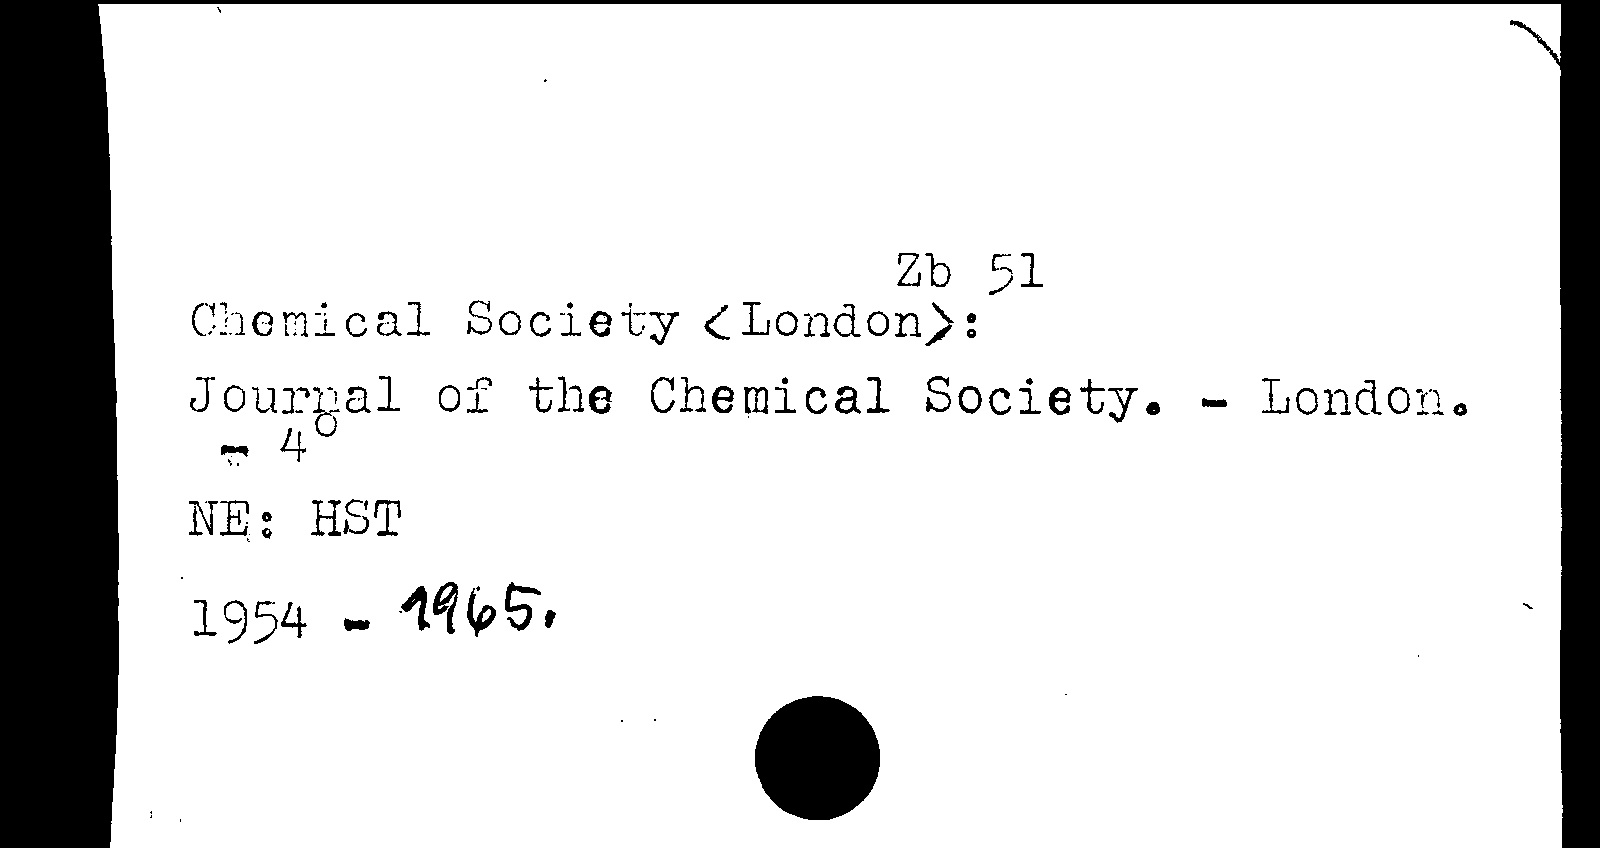 Zb 51
Chemical Society <London>:
Journal of the Chemical Society. - London.
- 4°
NE: HST
1954 - 1965.